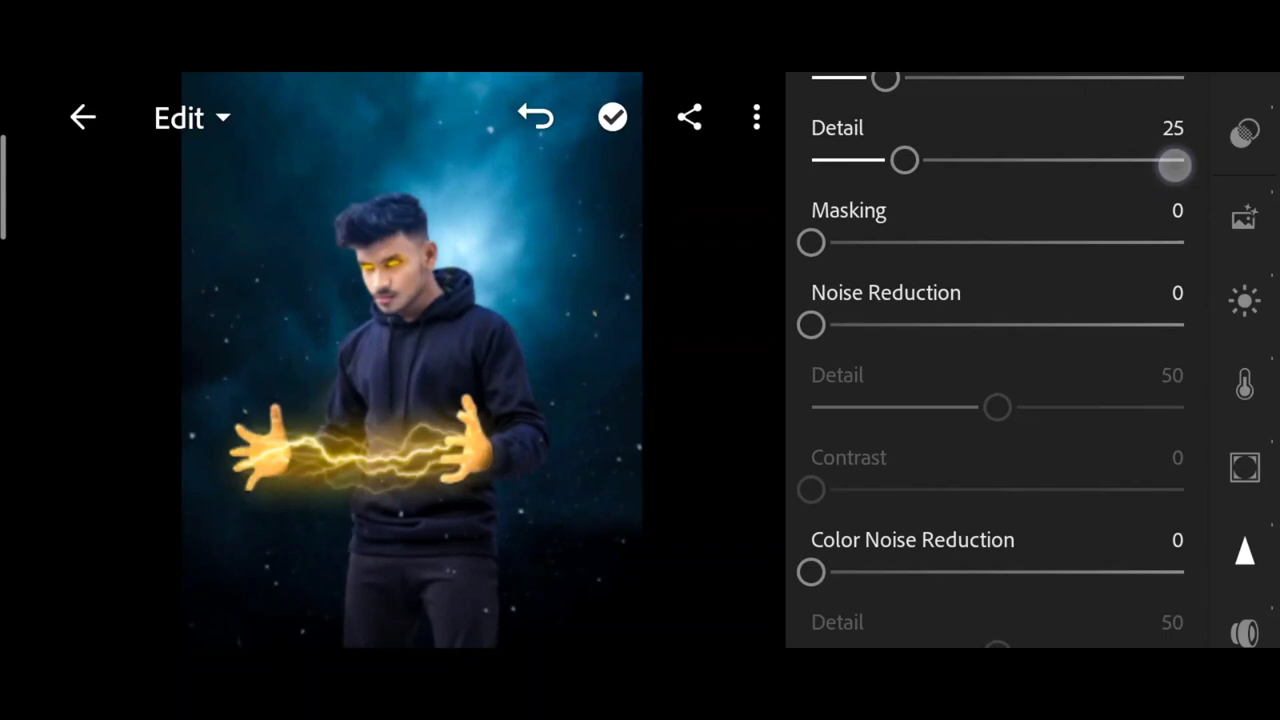 Edit
Detail 25
Masking 0
Noise Reduction 0
Detail 50
Contrast 0
Color Noise Reduction 0
Detail 50